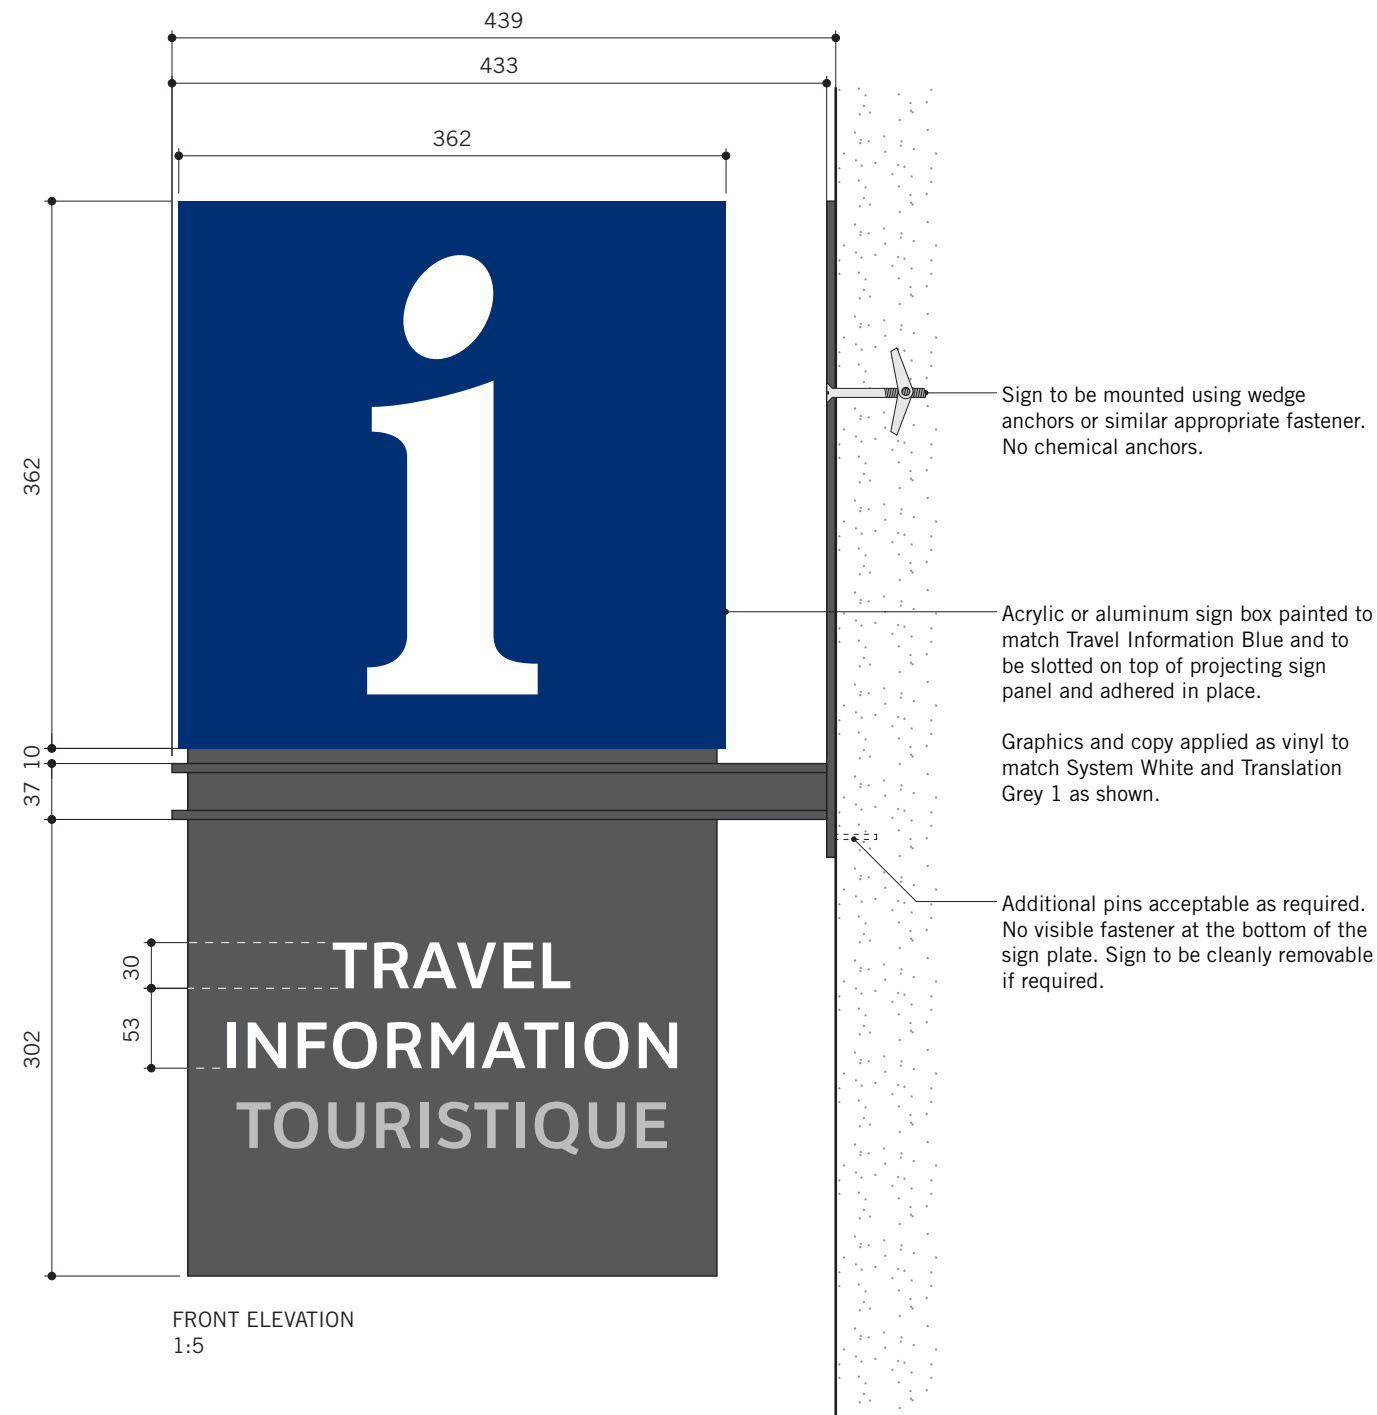 439
433
362
i
362
10
37
302
30
53
TRAVEL
INFORMATION
TOURISTIQUE
Sign to be mounted using wedge
anchors or similar appropriate fastener.
No chemical anchors.
Acrylic or aluminum sign box painted to
match Travel Information Blue and to
be slotted on top of projecting sign
panel and adhered in place.
Graphics and copy applied as vinyl to
match System White and Translation
Grey 1 as shown.
Additional pins acceptable as required.
No visible fastener at the bottom of the
sign plate. Sign to be cleanly removable
if required.
FRONT ELEVATION
1:5